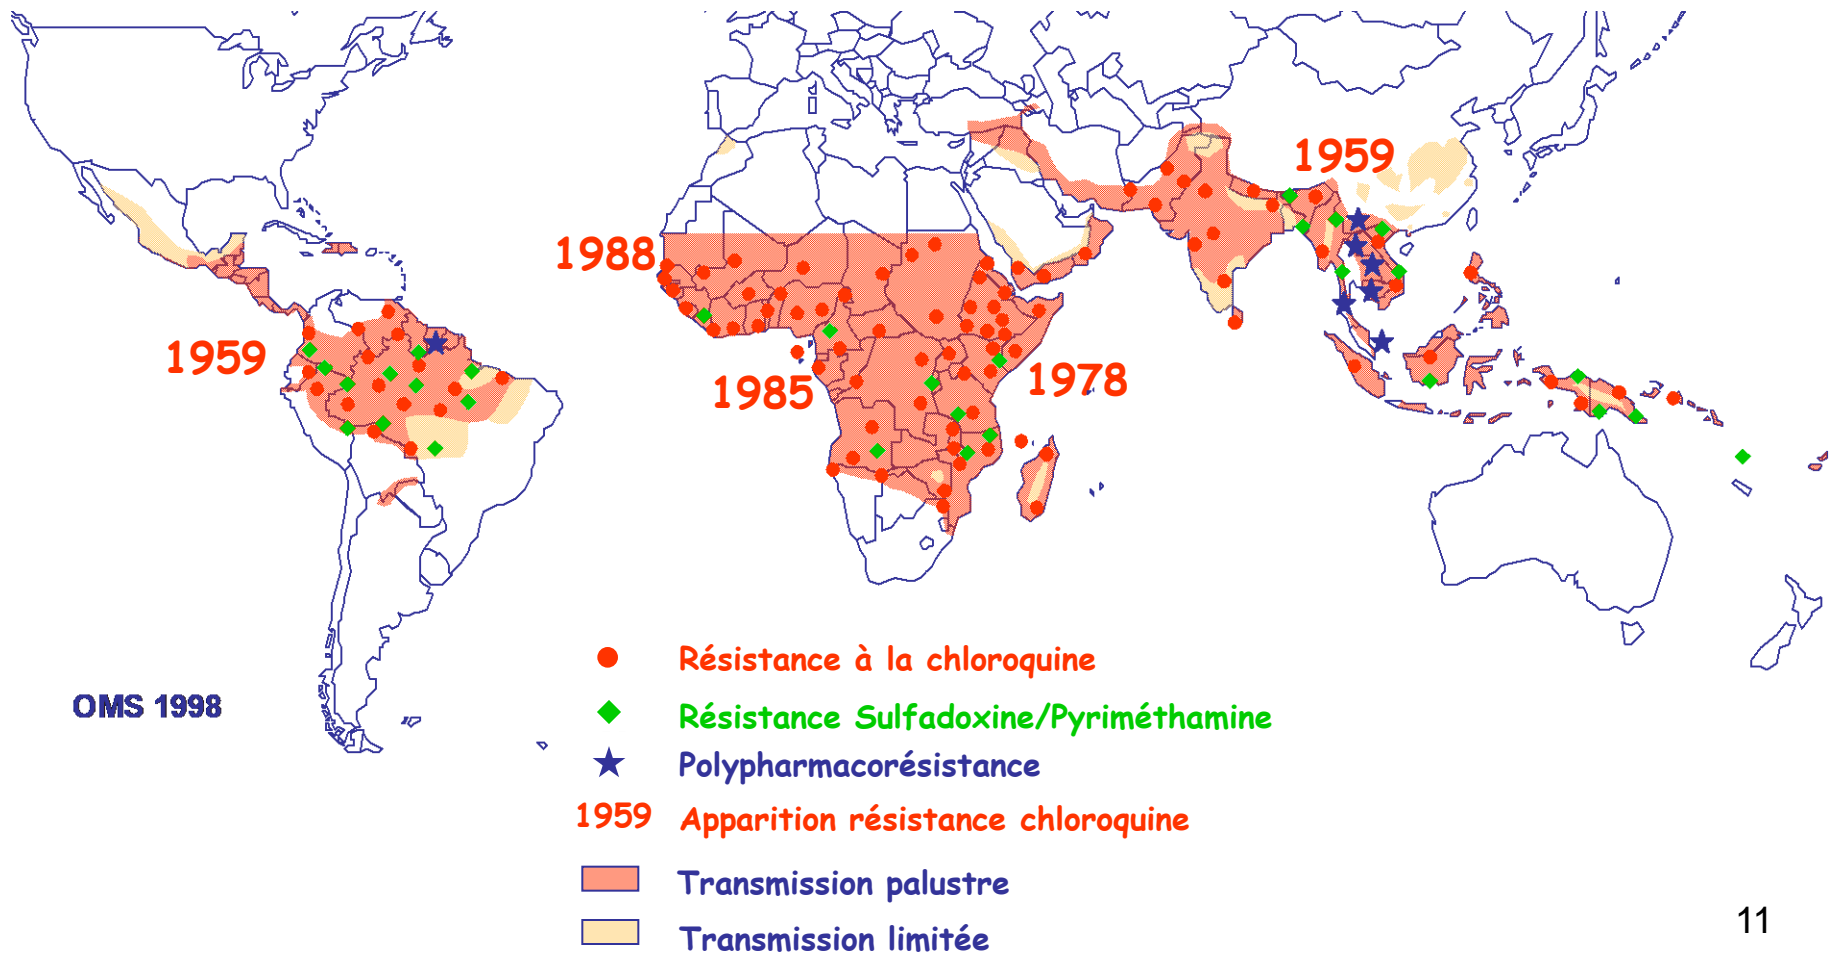 1959
1988
1959
1985
1978
Résistance à la chloroquine
OMS 1998
Résistance Sulfadoxine/Pyriméthamine
Polypharmacorésistance
1959 Apparition résistance chloroquine
Transmission palustre
11
Transmission limitée